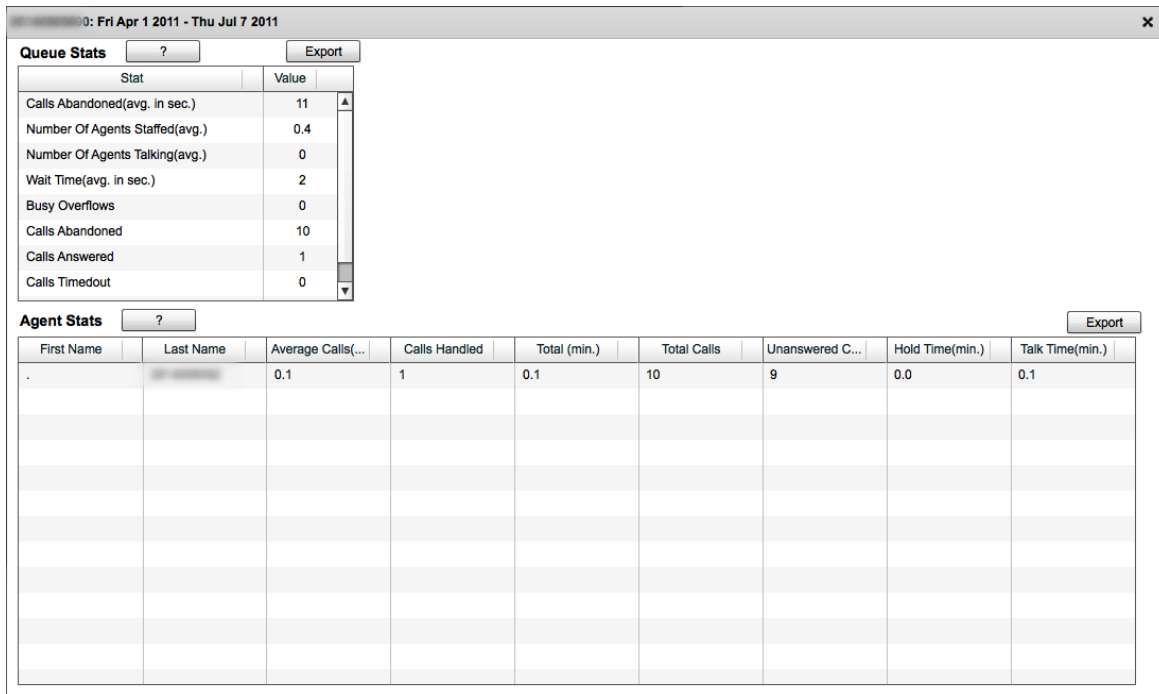 0: Fri Apr 1 2011 - Thu Jul 7 2011
Queue Stats ? Export
Stat Value
Calls Abandoned(avg. in sec.) 11
Number Of Agents Staffed(avg.) 0.4
Number Of Agents Talking(avg.) 0
Wait Time(avg. in sec.) 2
Busy Overflows 0
Calls Abandoned 10
Calls Answered 1
Calls Timedout 0
Agent Stats ? Export
First Name Last Name Average Calls(... Calls Handled Total (min.) Total Calls Unanswered C... Hold Time(min.) Talk Time(min.)
. 0.1 1 0.1 10 9 0.0 0.1